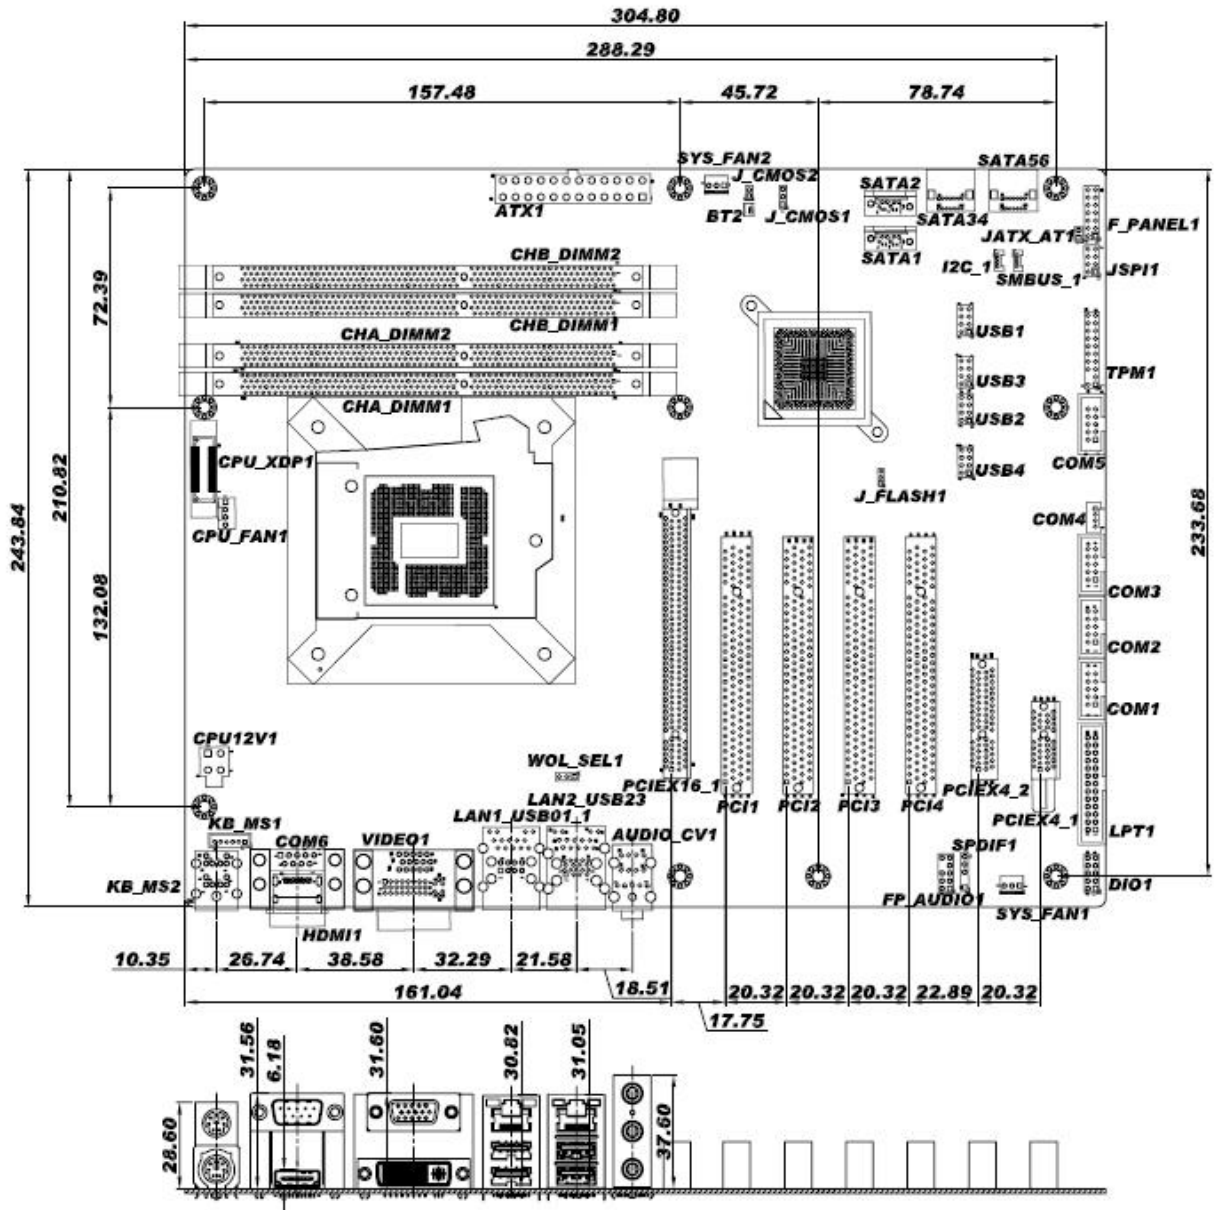 304.80
288.29
157.48
45.72
78.74
SYS_FAN2
SATA56
J_CMOS2
SATA2
ATX1
BT2
J_CMOS1
SATA34
F_PANEL1
JATX_AT1
SATA1
I2C_1
JSPI1
SMBUS_1
CHB_DIMM2
72.39
CHB_DIMM1
USB1
CHA_DIMM2
USB3
TPM1
CHA_DIMM1
USB2
CPU_XDP1
COM5
USB4
210.82
J_FLASH1
CPU_FAN1
COM4
243.84
233.68
132.08
COM3
COM2
COM1
CPU12V1
WOL_SEL1
PCIEX16_1
PCIEX4_2
LAN2_USB23
PCI1
PCI2
PCI3
PCI4
LAN1_USB01_1
PCIEX4_1
KB_MS1
COM6
VIDEO1
AUDIO_CV1
LPT1
SPDIF1
KB_MS2
FP_AUDIO1
DIO1
SYS_FAN1
HDMI1
10.35
26.74
38.58
32.29
21.58
18.51
161.04
20.32
20.32
20.32
22.89
20.32
17.75
31.56
6.18
31.60
30.82
31.05
28.60
37.60